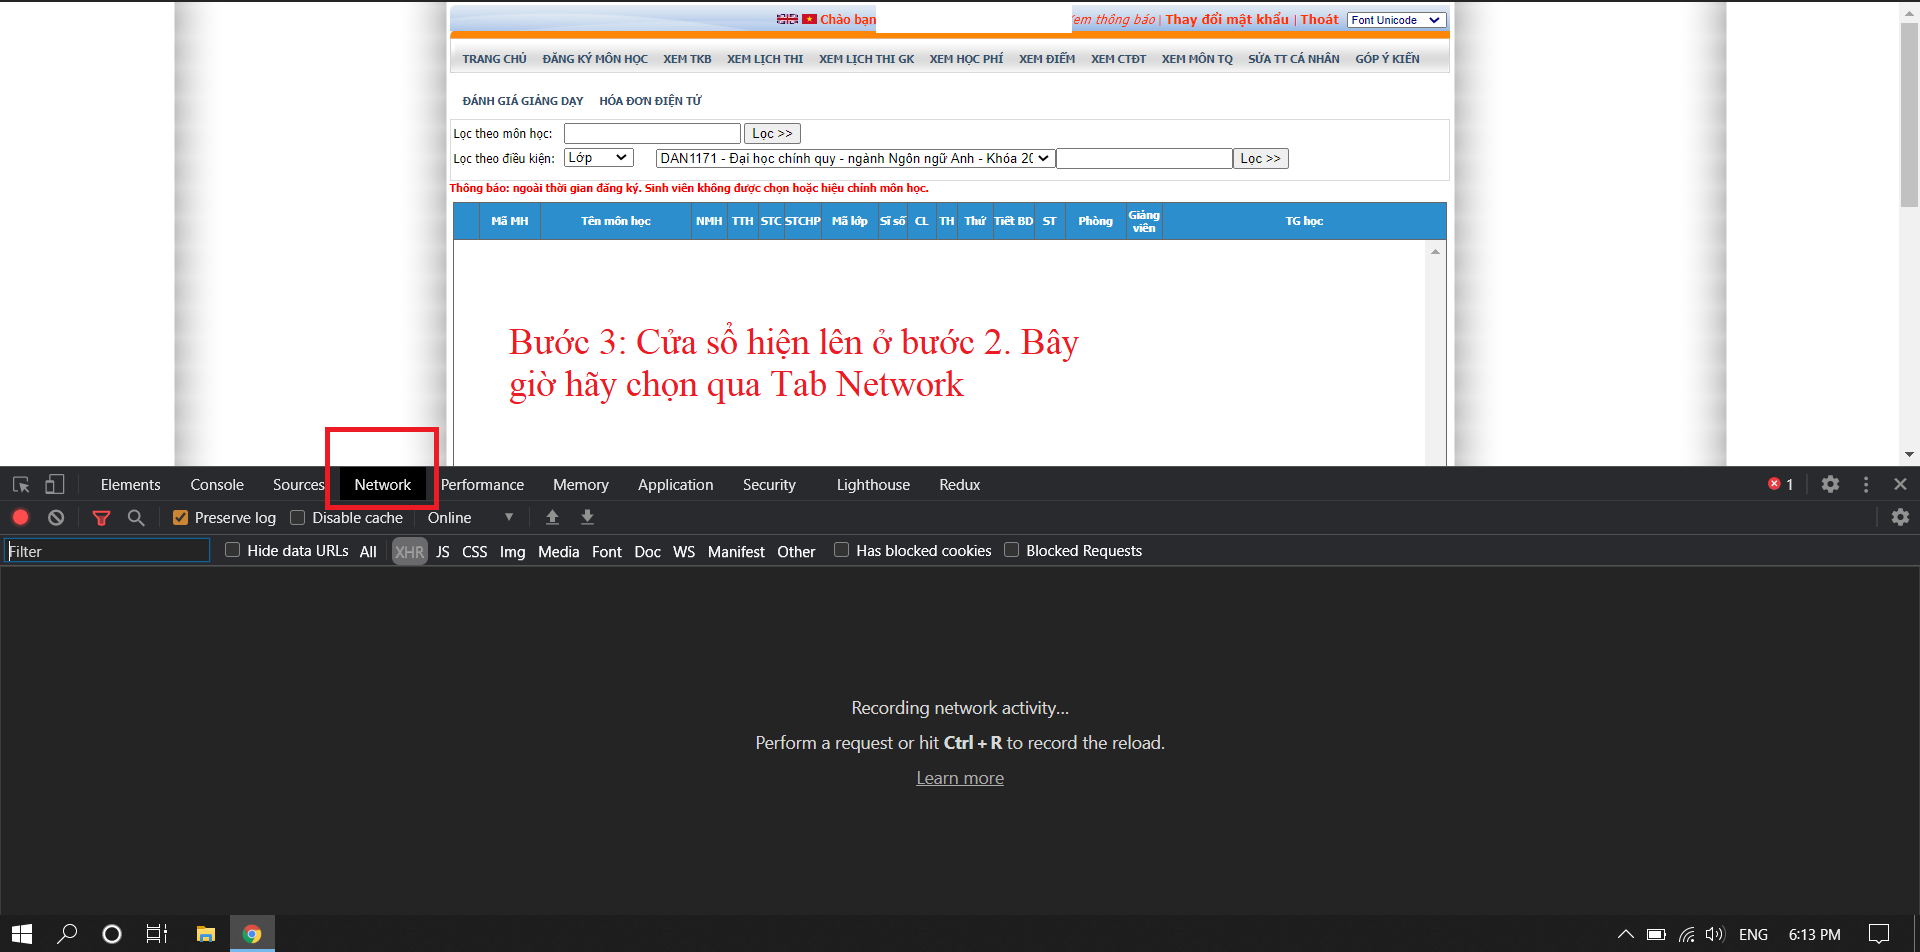 Chào bạn Xem thông báo | Thay đổi mật khẩu | Thoát Font Unicode
TRANG CHỦ ĐĂNG KÝ MÔN HỌC XEM TKB XEM LỊCH THI XEM LỊCH THI GK XEM HỌC PHÍ XEM ĐIỂM XEM CTĐT XEM MÔN TQ SỬA TT CÁ NHÂN GÓP Ý KIẾN
ĐÁNH GIÁ GIẢNG DẠY HÓA ĐƠN ĐIỆN TỬ
Lọc theo môn học: Lọc >>
Lọc theo điều kiện: Lớp DAN1171 - Đại học chính quy - ngành Ngôn ngữ Anh - Khóa 20 Lọc >>
Thông báo: ngoài thời gian đăng ký. Sinh viên không được chọn hoặc hiệu chỉnh môn học.
Mã MH Tên môn học NMH TTH STC STCHP Mã lớp Sĩ số CL TH Thứ Tiết BD ST Phòng Giảng viên TG học
Bước 3: Cửa sổ hiện lên ở bước 2. Bây
giờ hãy chọn qua Tab Network
Elements Console Sources Network Performance Memory Application Security Lighthouse Redux 1
Preserve log Disable cache Online
Filter Hide data URLs All XHR JS CSS Img Media Font Doc WS Manifest Other Has blocked cookies Blocked Requests
Recording network activity...
Perform a request or hit Ctrl + R to record the reload.
Learn more
ENG 6:13 PM